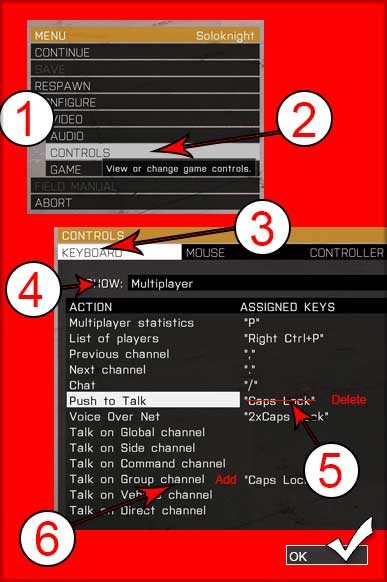 MENU Soloknight
CONTINUE
SAVE
RESPAWN
CONFIGURE
1 VIDEO
AUDIO
2
CONTROLS
GAME View or change game controls.
FIELD MANUAL
ABORT
3
CONTROLS
KEYBOARD MOUSE CONTROLLER
4 SHOW: Multiplayer
ACTION ASSIGNED KEYS
Multiplayer statistics "P"
List of players "Right Ctrl+P"
Previous channel ","
Next channel "."
Chat "/"
Push to Talk "Caps Lock" Delete
Voice Over Net "2xCaps Lock"
Talk on Global channel
Talk on Side channel
5
Talk on Command channel
Talk on Group channel Add "Caps Lock"
Talk on Vehicle channel
6
Talk on Direct channel
OK